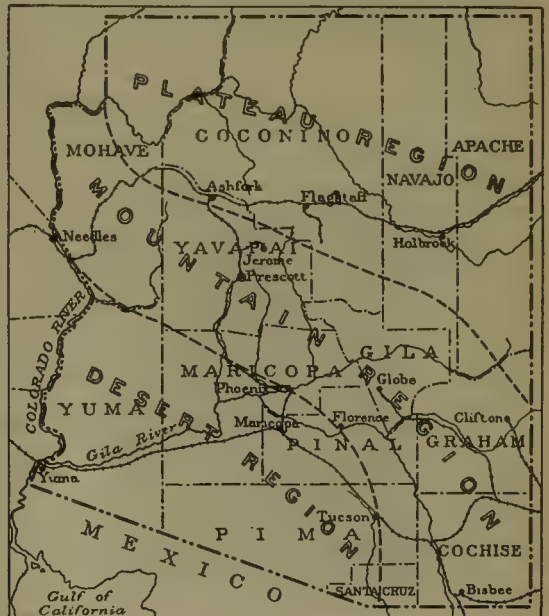 PLATEAU REGION
COCONINO
MOHAVE
APACHE
NAVAJO
MOUNTAIN REGION
Ashfork
Flagstaff
Needles
Holbrook
YAVAPAI
Jerome
Prescott
COLORADO RIVER
GILA
MARICOPA
Globe
Phoenix
DESERT REGION
YUMA
Maricopa
Florence
Clifton
Gila River
PINAL
GRAHAM
Yuma
Tucson
PIMA
MEXICO
COCHISE
SANTA CRUZ
Bisbee
Gulf of
California